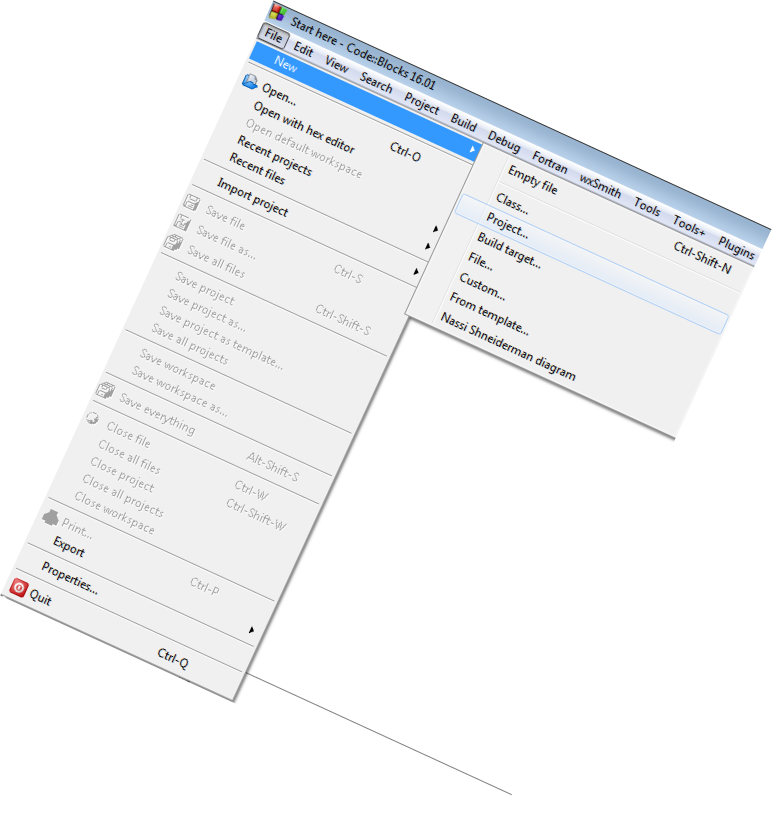 Start here - Code::Blocks 16.01
File Edit View Search Project Build Debug Fortran wxSmith Tools Tools+ Plugins
New
Open... Ctrl-O
Open with hex editor
Open default workspace
Recent projects
Recent files
Import project
Save file Ctrl-S
Save file as...
Save all files Ctrl-Shift-S
Save project
Save project as...
Save project as template...
Save all projects
Save workspace
Save workspace as...
Save everything Alt-Shift-S
Close file Ctrl-W
Close all files Ctrl-Shift-W
Close project
Close all projects
Close workspace
Print... Ctrl-P
Export
Properties...
Quit Ctrl-Q
Empty file Ctrl-Shift-N
Class...
Project...
Build target...
File...
Custom...
From template...
Nassi Shneiderman diagram